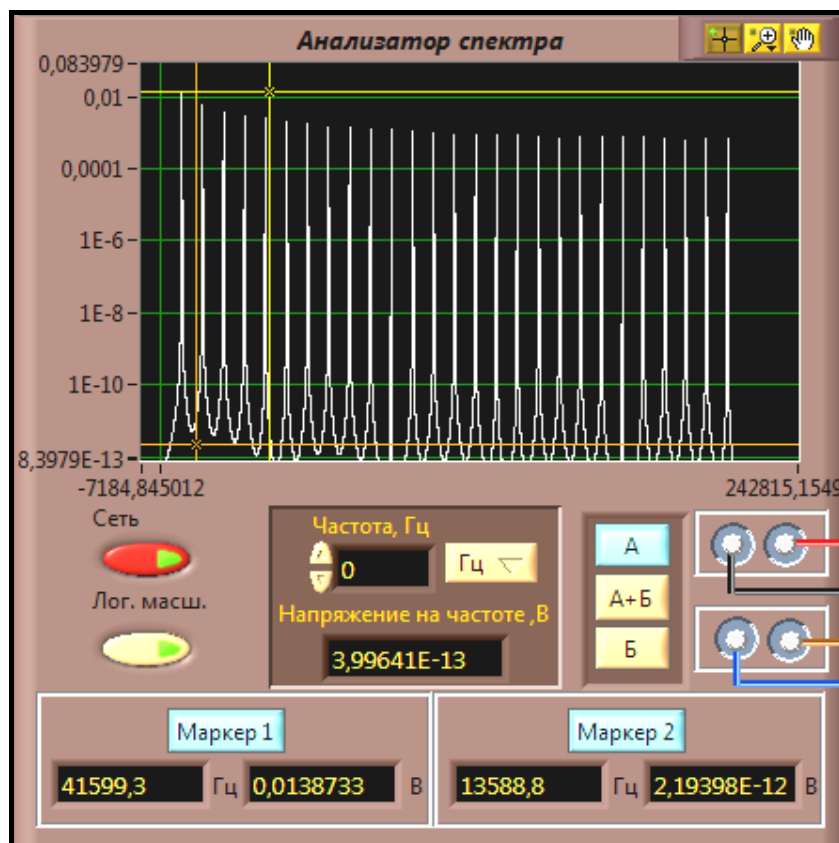 Анализатор спектра
0,083979
0,01
0,0001
1E-6
1E-8
1E-10
8,3979E-13
-7184,845012
242815,1549
Сеть
Лог. масш.
Частота, Гц
0
Гц
Напряжение на частоте ,В
3,99641E-13
А
А+Б
Б
Маркер 1
41599,3 Гц 0,0138733 В
Маркер 2
13588,8 Гц 2,19398E-12 В